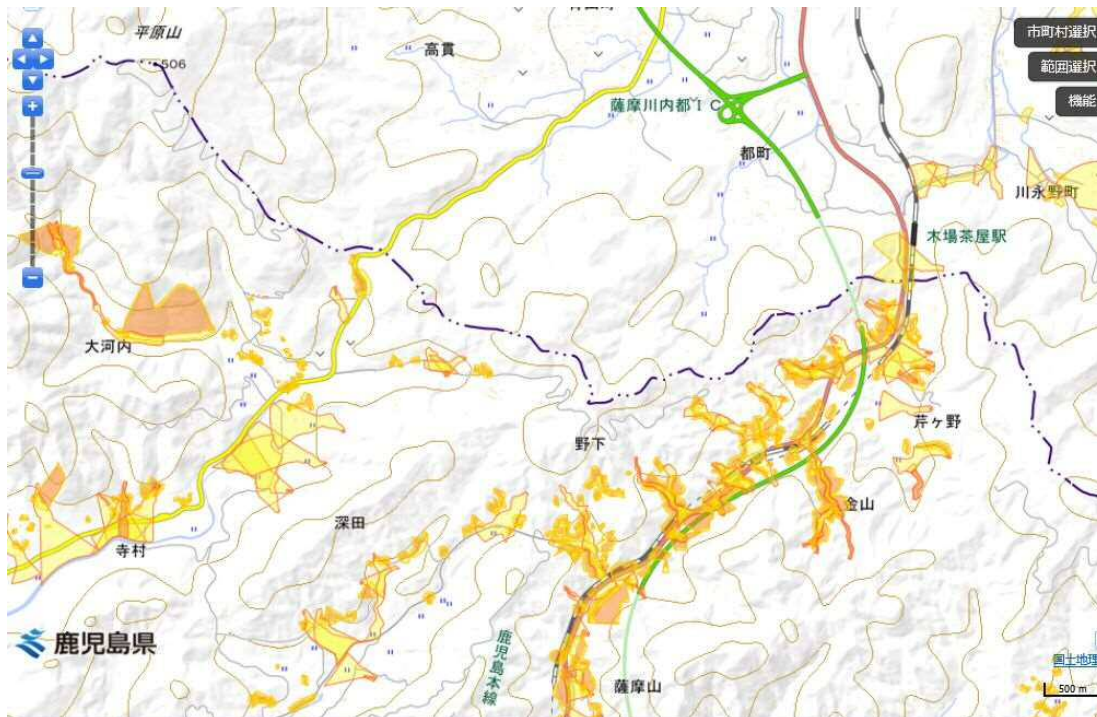 平原山
506
高貫
市町村選択
範囲選択
機能
薩摩川内都IC
都町
川永野町
木場茶屋駅
大河内
芹ヶ野
野下
金山
深田
寺村
鹿児島県
鹿児島本線
薩摩山
国土地理
500 m